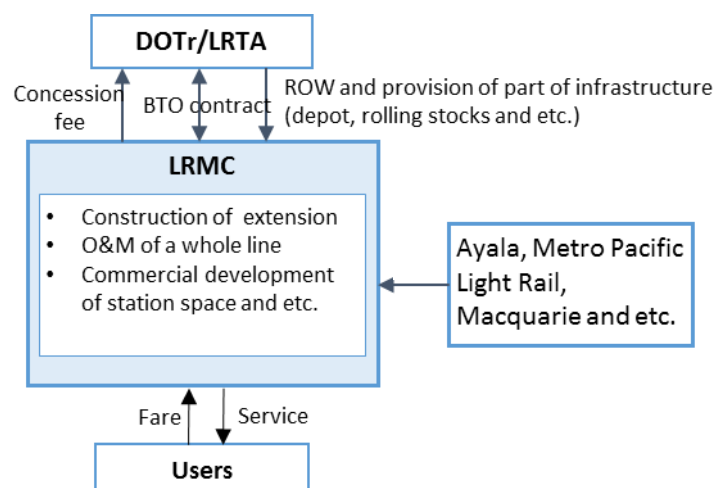 DOTr/LRTA
Concession
fee
BTO contract
ROW and provision of part of infrastructure
(depot, rolling stocks and etc.)
LRMC
• Construction of extension
• O&M of a whole line
• Commercial development
of station space and etc.
Ayala, Metro Pacific
Light Rail,
Macquarie and etc.
Fare
Service
Users